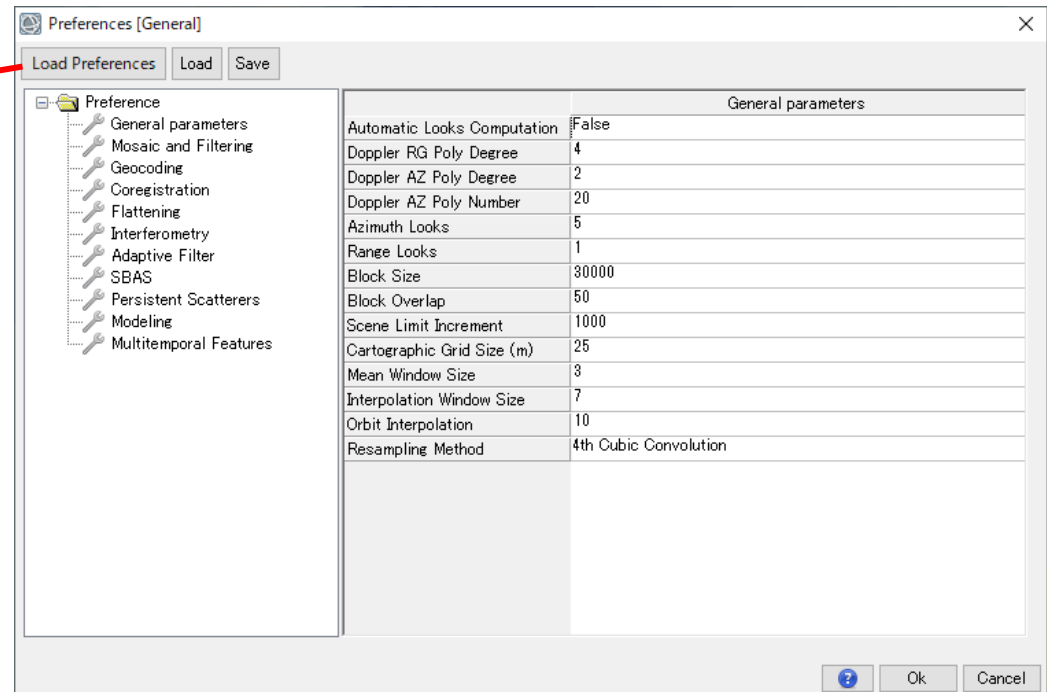 Preferences [General]
Load Preferences Load Save
Preference
General parameters
Mosaic and Filtering
Geocoding
Coregistration
Flattening
Interferometry
Adaptive Filter
SBAS
Persistent Scatterers
Modeling
Multitemporal Features
General parameters
Automatic Looks Computation False
Doppler RG Poly Degree 4
Doppler AZ Poly Degree 2
Doppler AZ Poly Number 20
Azimuth Looks 5
Range Looks 1
Block Size 30000
Block Overlap 50
Scene Limit Increment 1000
Cartographic Grid Size (m) 25
Mean Window Size 3
Interpolation Window Size 7
Orbit Interpolation 10
Resampling Method 4th Cubic Convolution
? Ok Cancel